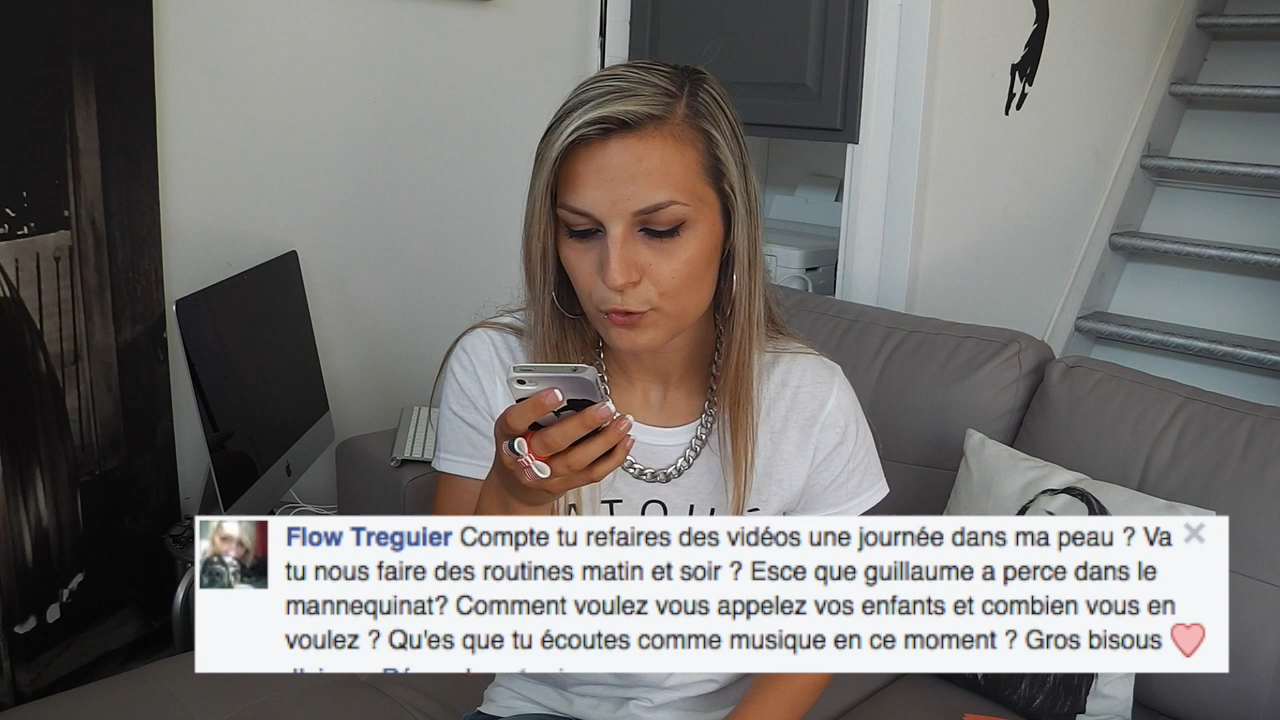 Flow Treguier Compte tu refaires des vidéos une journée dans ma peau ? Va
tu nous faire des routines matin et soir ? Esce que guillaume a perce dans le
mannequinat? Comment voulez vous appelez vos enfants et combien vous en
voulez ? Qu'es que tu écoutes comme musique en ce moment ? Gros bisous